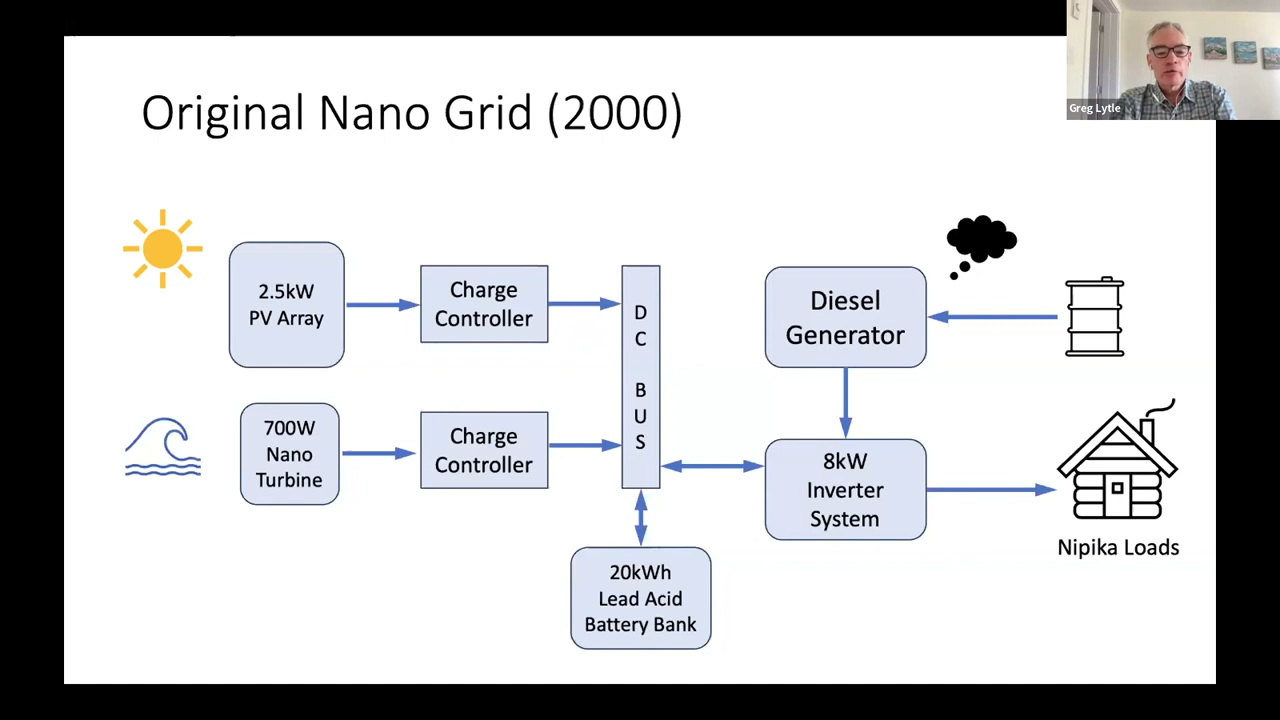 Original Nano Grid (2000)
Greg Lytle
2.5kW
PV Array
Charge
Controller
D
C
B
U
S
Diesel
Generator
700W
Nano
Turbine
Charge
Controller
8kW
Inverter
System
Nipika Loads
20kWh
Lead Acid
Battery Bank